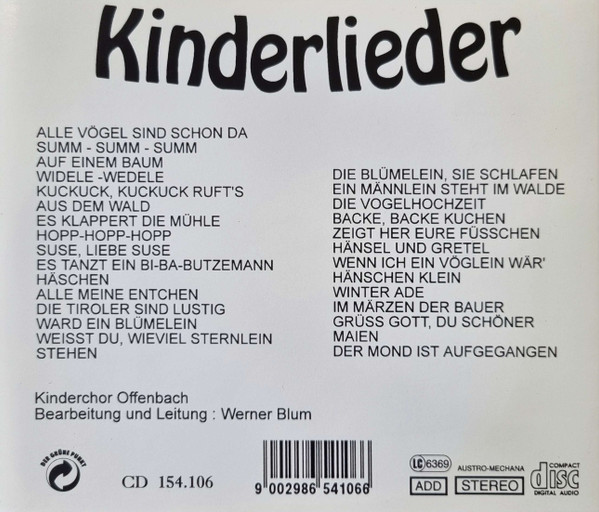 Kinderlieder
ALLE VÖGEL SIND SCHON DA
SUMM - SUMM - SUMM
AUF EINEM BAUM
WIDELE -WEDELE
KUCKUCK, KUCKUCK RUFT'S
AUS DEM WALD
ES KLAPPERT DIE MÜHLE
HOPP-HOPP-HOPP
SUSE, LIEBE SUSE
ES TANZT EIN BI-BA-BUTZEMANN
HÄSCHEN
ALLE MEINE ENTCHEN
DIE TIROLER SIND LUSTIG
WARD EIN BLÜMELEIN
WEISST DU, WIEVIEL STERNLEIN
STEHEN
DIE BLÜMELEIN, SIE SCHLAFEN
EIN MÄNNLEIN STEHT IM WALDE
DIE VOGELHOCHZEIT
BACKE, BACKE KUCHEN
ZEIGT HER EURE FÜSSCHEN
HÄNSEL UND GRETEL
WENN ICH EIN VÖGLEIN WÄR'
HÄNSCHEN KLEIN
WINTER ADE
IM MÄRZEN DER BAUER
GRÜSS GOTT, DU SCHÖNER
MAIEN
DER MOND IST AUFGEGANGEN
Kinderchor Offenbach
Bearbeitung und Leitung : Werner Blum
DER GRÜNE PUNKT
CD 154.106
9 002986 541066
LC 6369
ADD
AUSTRO-MECHANA
STEREO
COMPACT
disc
DIGITAL AUDIO